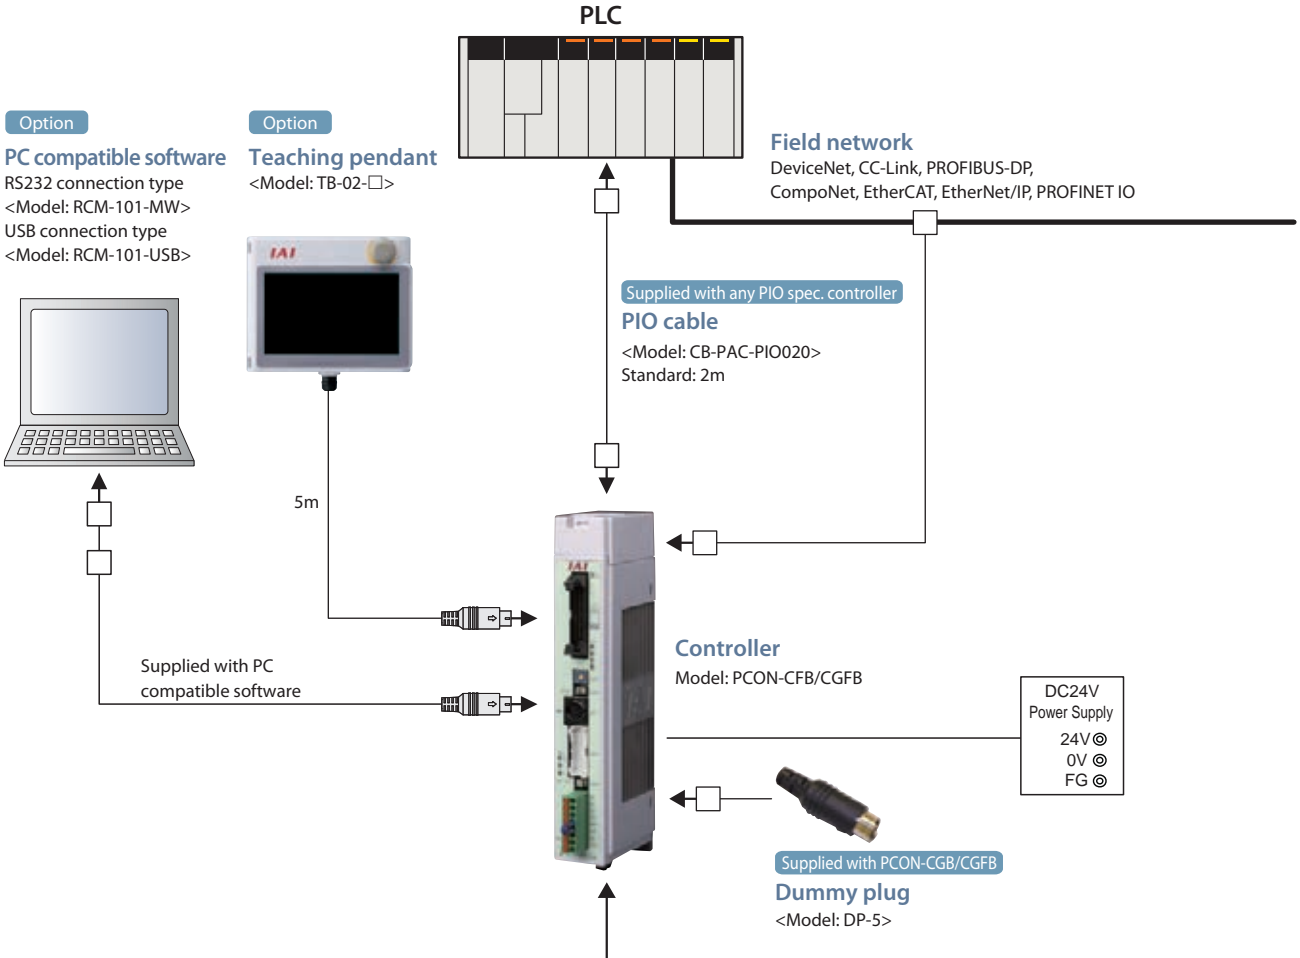 PLC
Option
PC compatible software
RS232 connection type
<Model: RCM-101-MW>
USB connection type
<Model: RCM-101-USB>
Option
Teaching pendant
<Model: TB-02-□>
IAI
Field network
DeviceNet, CC-Link, PROFIBUS-DP,
CompoNet, EtherCAT, EtherNet/IP, PROFINET IO
Supplied with any PIO spec. controller
PIO cable
<Model: CB-PAC-PIO020>
Standard: 2m
5m
IAI
Supplied with PC
compatible software
Controller
Model: PCON-CFB/CGFB
DC24V
Power Supply
24V
0V
FG
Supplied with PCON-CGB/CGFB
Dummy plug
<Model: DP-5>